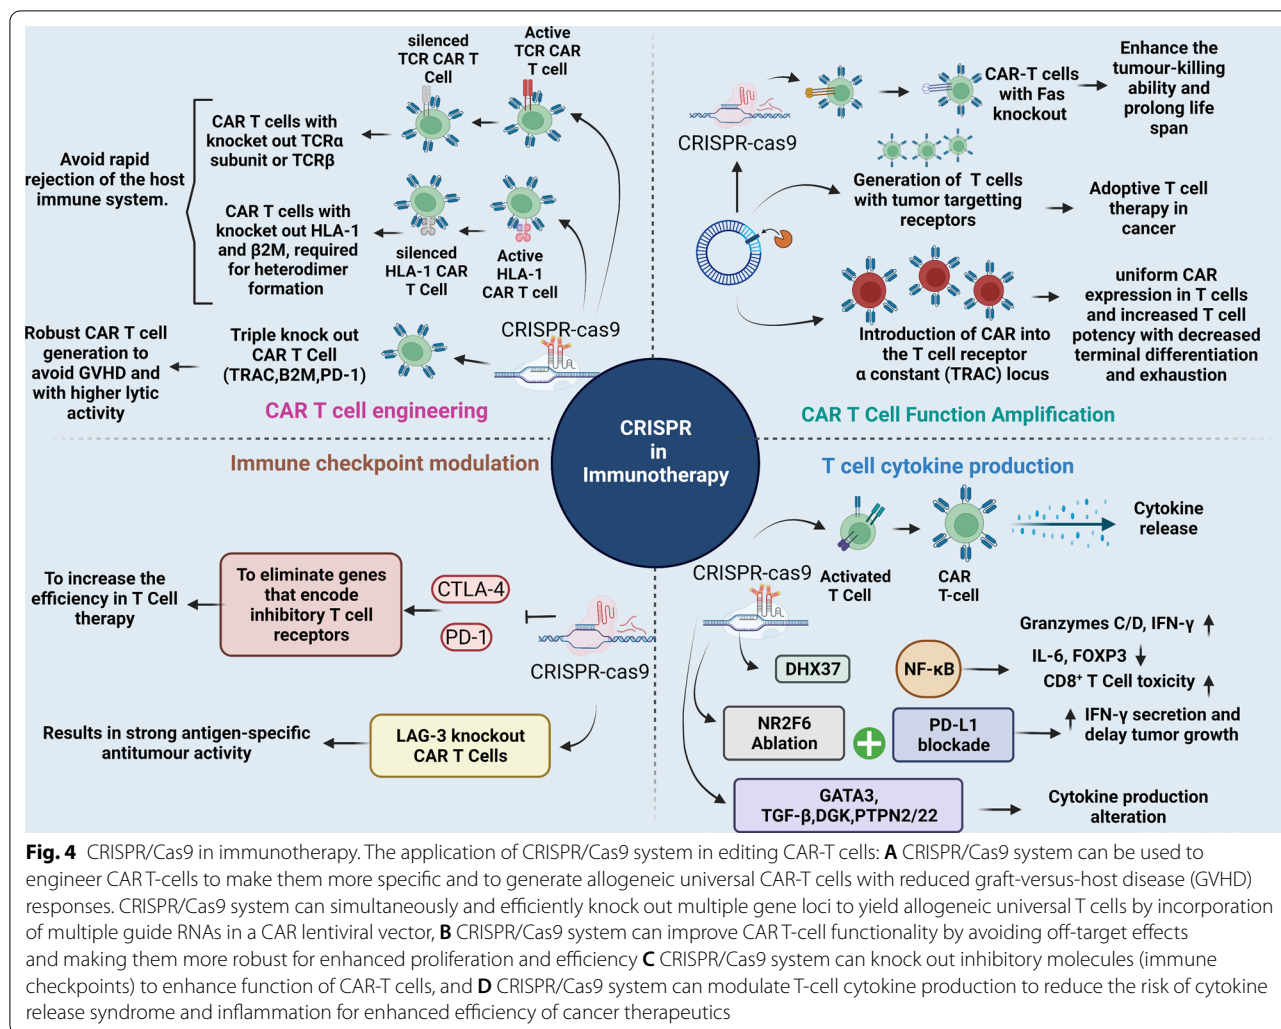 silenced
TCR CAR T
Cell
Active
TCR CAR
T cell
CAR T cells with
knocket out TCRα
subunit or TCRβ
Avoid rapid
rejection of the host
immune system.
CAR T cells with
knocket out HLA-1
and β2M, required
for heterodimer
formation
silenced
HLA-1 CAR
T Cell
Active
HLA-1
CAR T cell
CRISPR-cas9
Robust CAR T cell
generation to
avoid GVHD and
with higher lytic
activity
Triple knock out
CAR T Cell
(TRAC,B2M,PD-1)
CAR T cell engineering
CRISPR-cas9
CAR-T cells
with Fas
knockout
Enhance the
tumour-killing
ability and
prolong life
span
Generation of T cells
with tumor targetting
receptors
Adoptive T cell
therapy in
cancer
Introduction of CAR into
the T cell receptor
α constant (TRAC) locus
uniform CAR
expression in T cells
and increased T cell
potency with decreased
terminal differentiation
and exhaustion
CAR T Cell Function Amplification
CRISPR
in
Immunotherapy
Immune checkpoint modulation
To increase the
efficiency in T Cell
therapy
To eliminate genes
that encode
inhibitory T cell
receptors
CTLA-4
PD-1
CRISPR-cas9
Results in strong antigen-specific
antitumour activity
LAG-3 knockout
CAR T Cells
T cell cytokine production
CRISPR-cas9
Activated
T Cell
CAR
T-cell
Cytokine
release
DHX37
NF-κB
Granzymes C/D, IFN-γ
IL-6, FOXP3
CD8⁺ T Cell toxicity
NR2F6
Ablation
PD-L1
blockade
IFN-γ secretion and
delay tumor growth
GATA3,
TGF-β,DGK,PTPN2/22
Cytokine production
alteration
Fig. 4 CRISPR/Cas9 in immunotherapy. The application of CRISPR/Cas9 system in editing CAR-T cells: A CRISPR/Cas9 system can be used to
engineer CAR T-cells to make them more specific and to generate allogeneic universal CAR-T cells with reduced graft-versus-host disease (GVHD)
responses. CRISPR/Cas9 system can simultaneously and efficiently knock out multiple gene loci to yield allogeneic universal T cells by incorporation
of multiple guide RNAs in a CAR lentiviral vector, B CRISPR/Cas9 system can improve CAR T-cell functionality by avoiding off-target effects
and making them more robust for enhanced proliferation and efficiency C CRISPR/Cas9 system can knock out inhibitory molecules (immune
checkpoints) to enhance function of CAR-T cells, and D CRISPR/Cas9 system can modulate T-cell cytokine production to reduce the risk of cytokine
release syndrome and inflammation for enhanced efficiency of cancer therapeutics